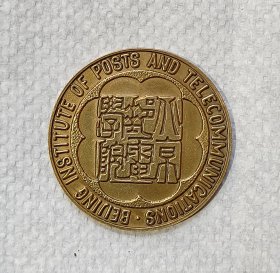 BEIJING INSTITUTE OF POSTS AND TELECOMMUNICATIONS ·
北京
郵電
學院